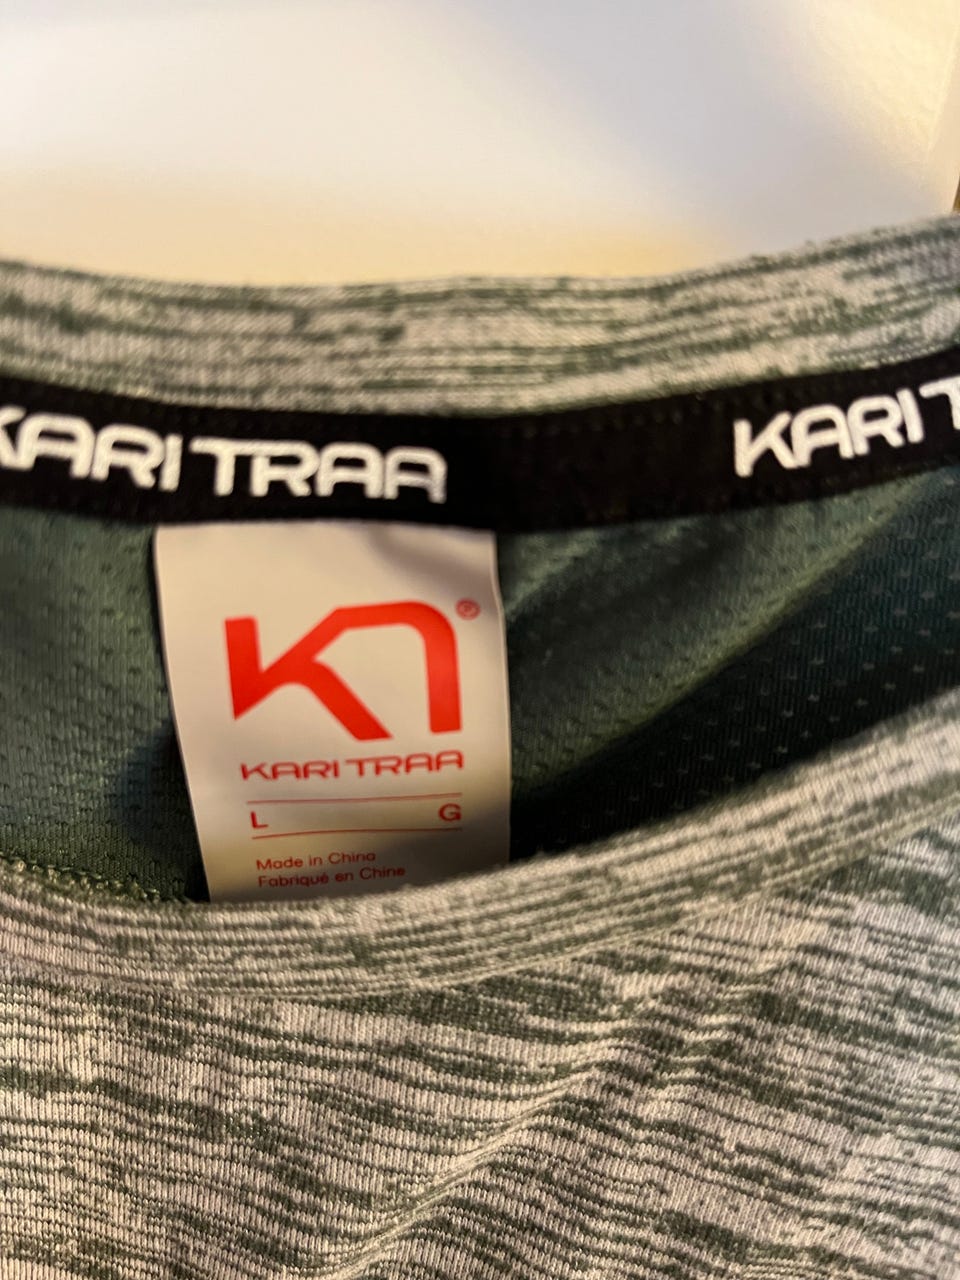 KARI TRAA
KARI T
®
KARI TRAA
L G
Made in China
Fabriqué en Chine